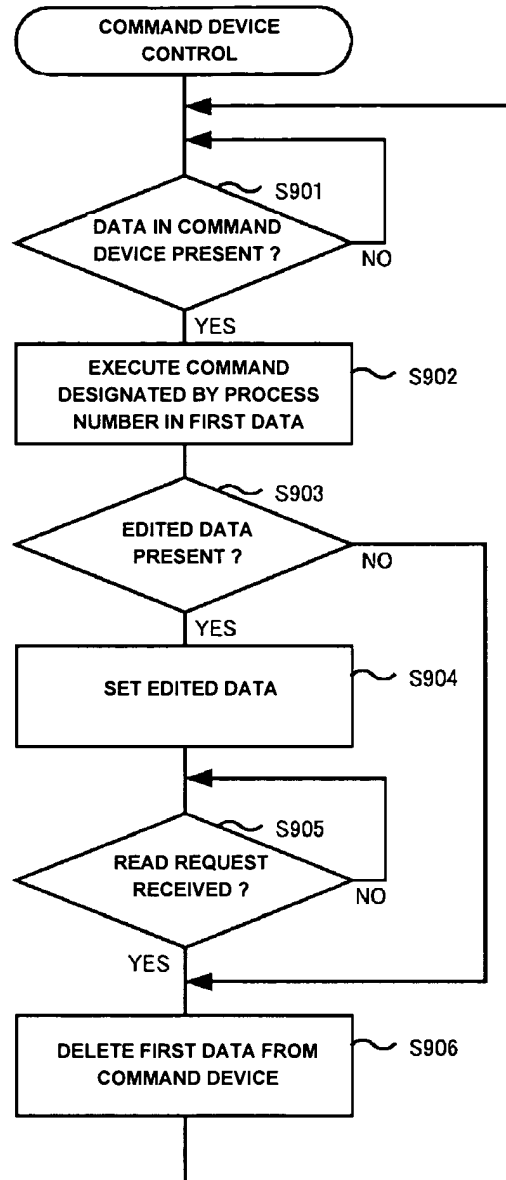 COMMAND DEVICE
CONTROL
S901
DATA IN COMMAND
DEVICE PRESENT ?
NO
YES
EXECUTE COMMAND
DESIGNATED BY PROCESS
NUMBER IN FIRST DATA
S902
S903
EDITED DATA
PRESENT ?
NO
YES
SET EDITED DATA
S904
S905
READ REQUEST
RECEIVED ?
NO
YES
DELETE FIRST DATA FROM
COMMAND DEVICE
S906